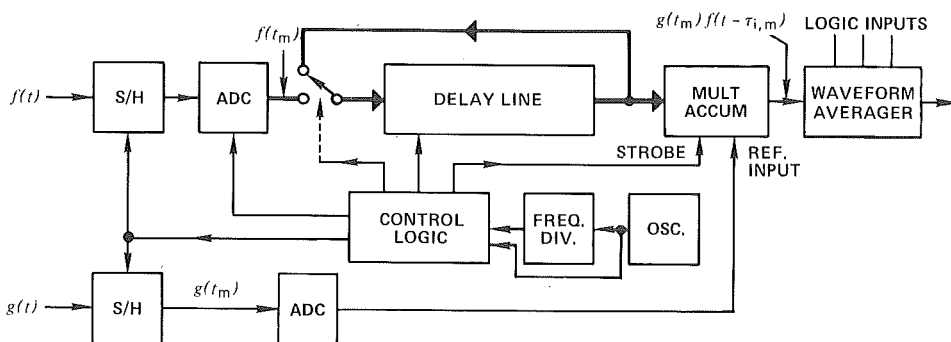 g(tm) f(t - τi,m)
f(tm)
LOGIC INPUTS
f(t)
S/H
ADC
DELAY LINE
MULT
ACCUM
WAVEFORM
AVERAGER
STROBE
REF.
INPUT
CONTROL
LOGIC
FREQ.
DIV.
OSC.
g(t)
S/H
g(tm)
ADC